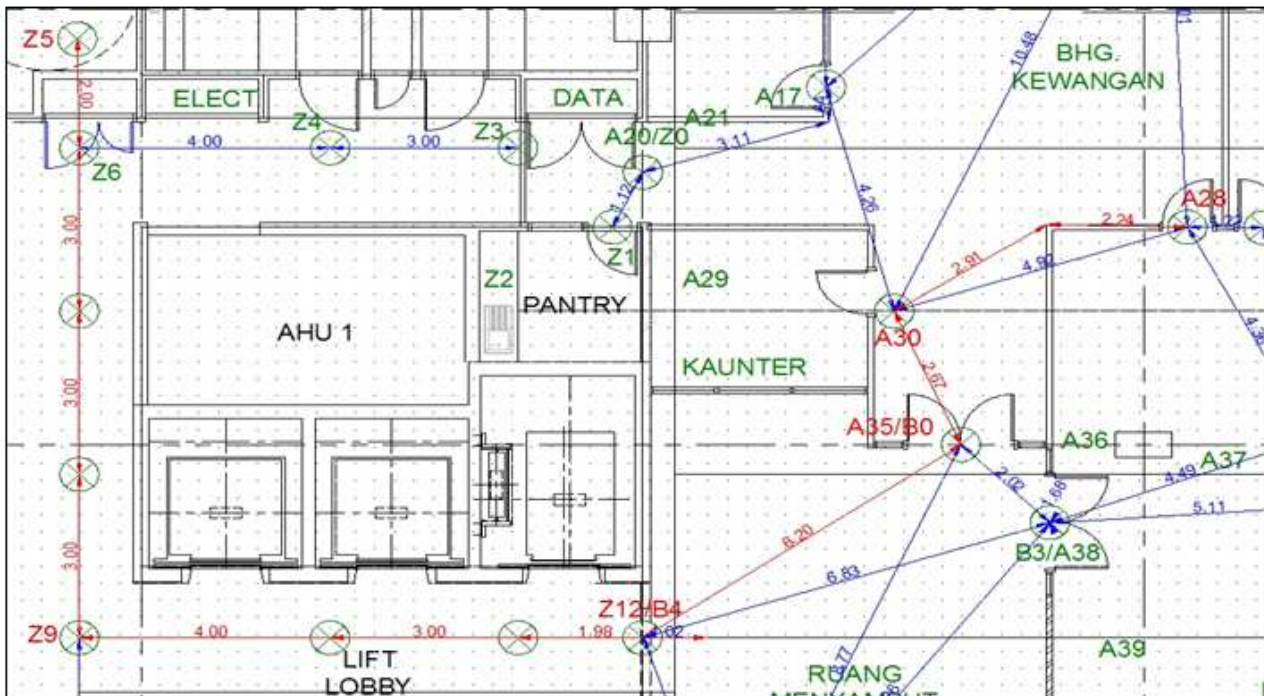 Z5
2.00
ELECT
Z4
Z3
DATA
A20/Z0
A21
A17
10.48
BHG.
KEWANGAN
4.00
3.00
3.11
Z6
1.12
4.26
A28
2.24
1.22
3.00
Z1
Z2
PANTRY
A29
2.91
4.92
4.36
AHU 1
A30
KAUNTER
2.67
3.00
A35/B0
A36
A37
2.02
1.68
4.49
5.11
B3/A38
3.00
6.83
Z12/B4
Z9
4.00
3.00
1.98
LIFT
LOBBY
RUANG
A39